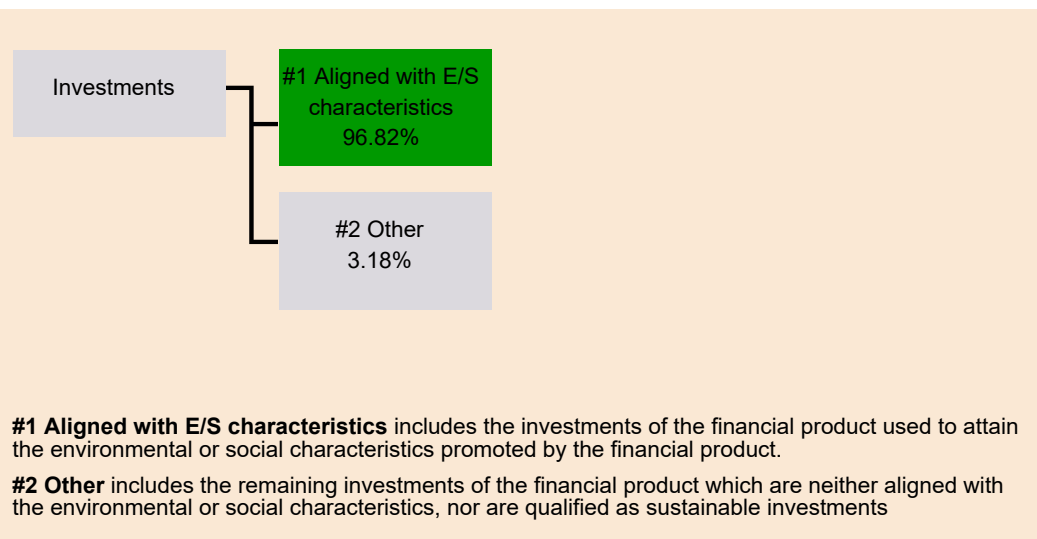 Investments
#1 Aligned with E/S
characteristics
96.82%
#2 Other
3.18%
#1 Aligned with E/S characteristics includes the investments of the financial product used to attain
the environmental or social characteristics promoted by the financial product.
#2 Other includes the remaining investments of the financial product which are neither aligned with
the environmental or social characteristics, nor are qualified as sustainable investments